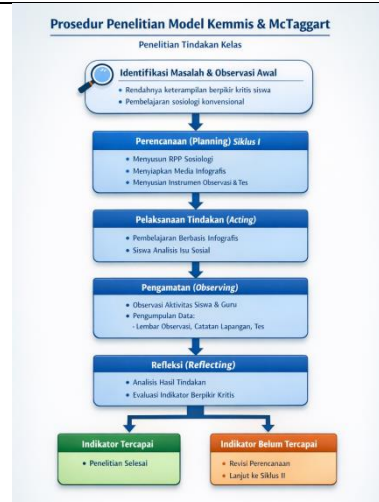 Prosedur Penelitian Model Kemmis & McTaggart
Penelitian Tindakan Kelas
Identifikasi Masalah & Observasi Awal
• Rendahnya keterampilan berpikir kritis siswa
• Pembelajaran sosiologi konvensional
Perencanaan (Planning) Siklus I
• Menyusun RPP Sosiologi
• Menyiapkan Media Infografis
• Menyusian Instrumen Observasi & Tes
Pelaksanaan Tindakan (Acting)
• Pembelajaran Berbasis Infografis
• Siswa Analisis Isu Sosial
Pengamatan (Observing)
• Observasi Aktivitas Siswa & Guru
• Pengumpulan Data:
- Lembar Observasi, Catatan Lapangan, Tes
Refleksi (Reflecting)
• Analisis Hasil Tindakan
• Evaluasi Indikator Berpikir Kritis
Indikator Tercapai
• Penelitian Selesai
Indikator Belum Tercapai
• Revisi Perencanaan
• Lanjut ke Siklus II